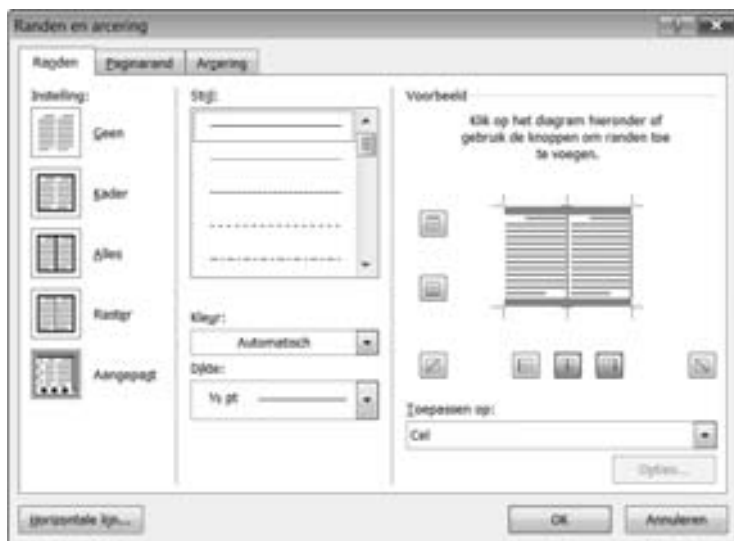 Randen en arcering
Randen Paginarand Arcering
Instelling:
Geen
Kader
Alles
Raster
Aangepast
Stijl:
Kleur:
Automatisch
Dikte:
½ pt
Voorbeeld
Klik op het diagram hieronder of
gebruik de knoppen om randen toe
te voegen.
Toepassen op:
Cel
Opties...
Horizontale lijn...
OK
Annuleren